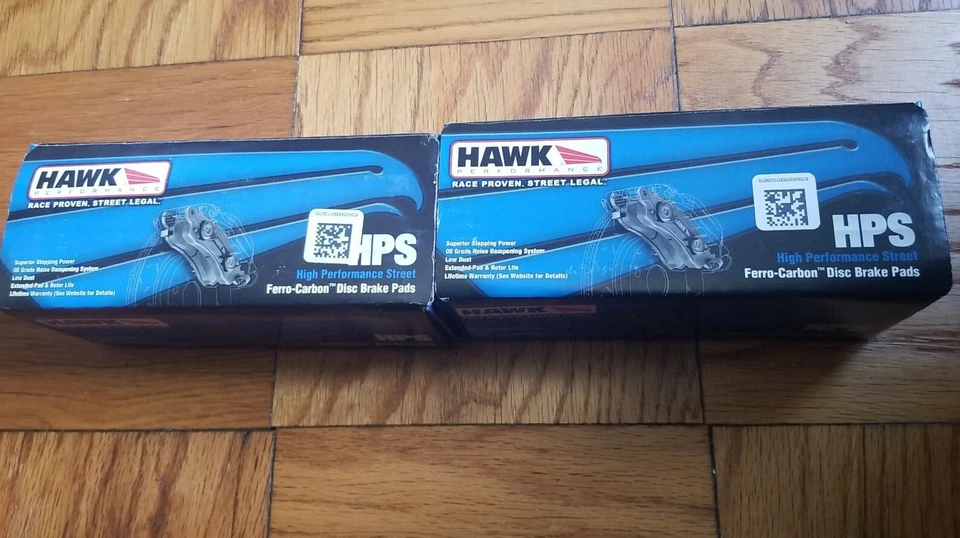 HAWK
PERFORMANCE
RACE PROVEN. STREET LEGAL.
Superior Stopping Power
OE Grade Noise Dampening System
Low Dust
Extended Pad & Rotor Life
Lifetime Warranty (See Website for Details)
HPS
High Performance Street
Ferro-Carbon™ Disc Brake Pads
HAWK
HPS
HAWK
PERFORMANCE
RACE PROVEN. STREET LEGAL.
Superior Stopping Power
OE Grade Noise Dampening System
Low Dust
Extended Pad & Rotor Life
Lifetime Warranty (See Website for Details)
HPS
High Performance Street
Ferro-Carbon™ Disc Brake Pads
HAWK
HPS